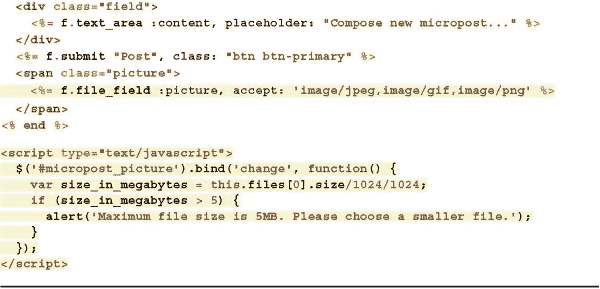 <div class="field">
<%= f.text_area :content, placeholder: "Compose new micropost..." %>
</div>
<%= f.submit "Post", class: "btn btn-primary" %>
<span class="picture">
<%= f.file_field :picture, accept: 'image/jpeg,image/gif,image/png' %>
</span>
<% end %>
<script type="text/javascript">
$('#micropost_picture').bind('change', function() {
var size_in_megabytes = this.files[0].size/1024/1024;
if (size_in_megabytes > 5) {
alert('Maximum file size is 5MB. Please choose a smaller file.');
}
});
</script>